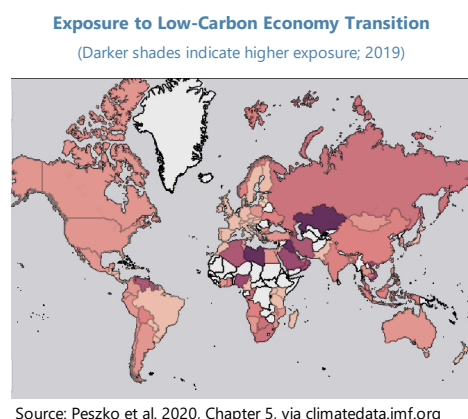 Exposure to Low-Carbon Economy Transition
(Darker shades indicate higher exposure; 2019)
Source: Peszko et al. 2020, Chapter 5, via climatedata.imf.org